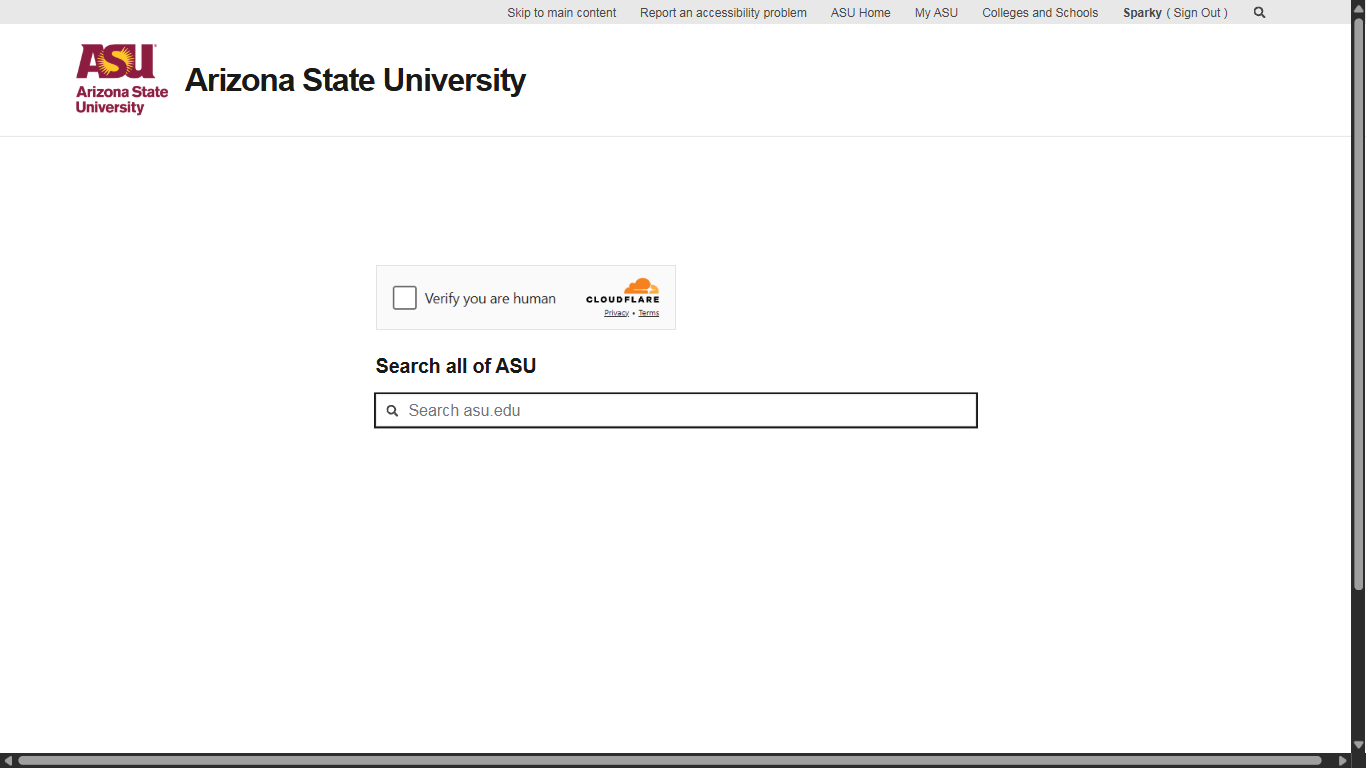 Skip to main content Report an accessibility problem ASU Home My ASU Colleges and Schools Sparky ( Sign Out )
ASU
Arizona State
University
Arizona State University
Verify you are human
CLOUDFLARE
Privacy • Terms
Search all of ASU
Search asu.edu